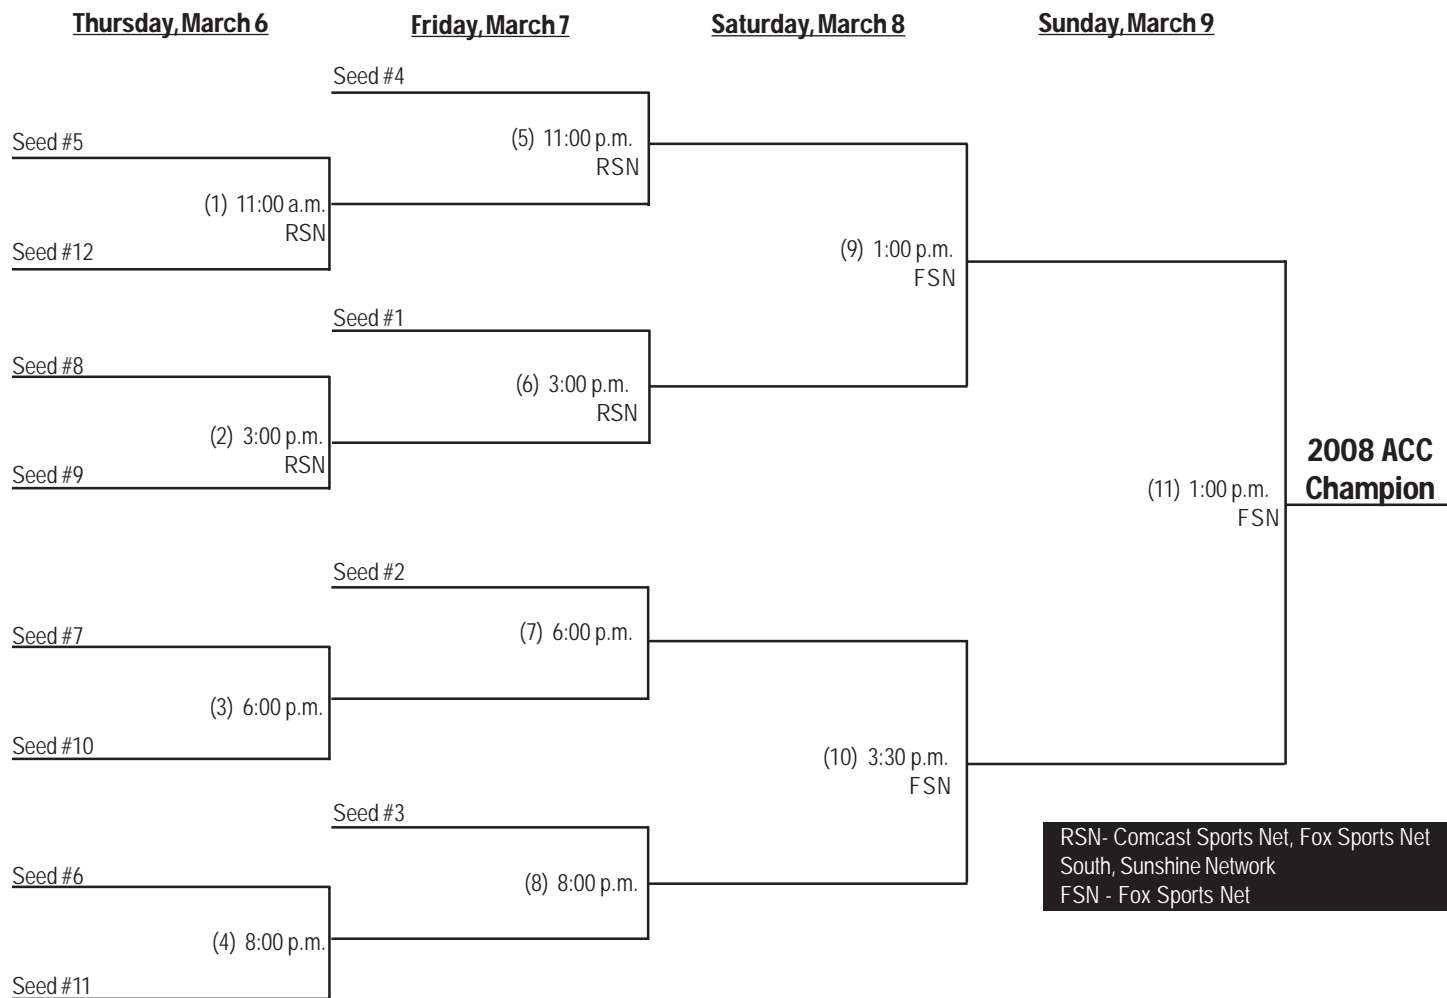 Thursday, March 6
Friday, March 7
Saturday, March 8
Sunday, March 9
Seed #4
Seed #5
(5) 11:00 p.m.
RSN
(1) 11:00 a.m.
RSN
Seed #12
(9) 1:00 p.m.
FSN
Seed #1
Seed #8
(6) 3:00 p.m.
RSN
(2) 3:00 p.m.
RSN
Seed #9
2008 ACC
Champion
(11) 1:00 p.m.
FSN
Seed #2
Seed #7
(7) 6:00 p.m.
(3) 6:00 p.m.
Seed #10
(10) 3:30 p.m.
FSN
Seed #3
RSN- Comcast Sports Net, Fox Sports Net
South, Sunshine Network
FSN - Fox Sports Net
Seed #6
(8) 8:00 p.m.
(4) 8:00 p.m.
Seed #11